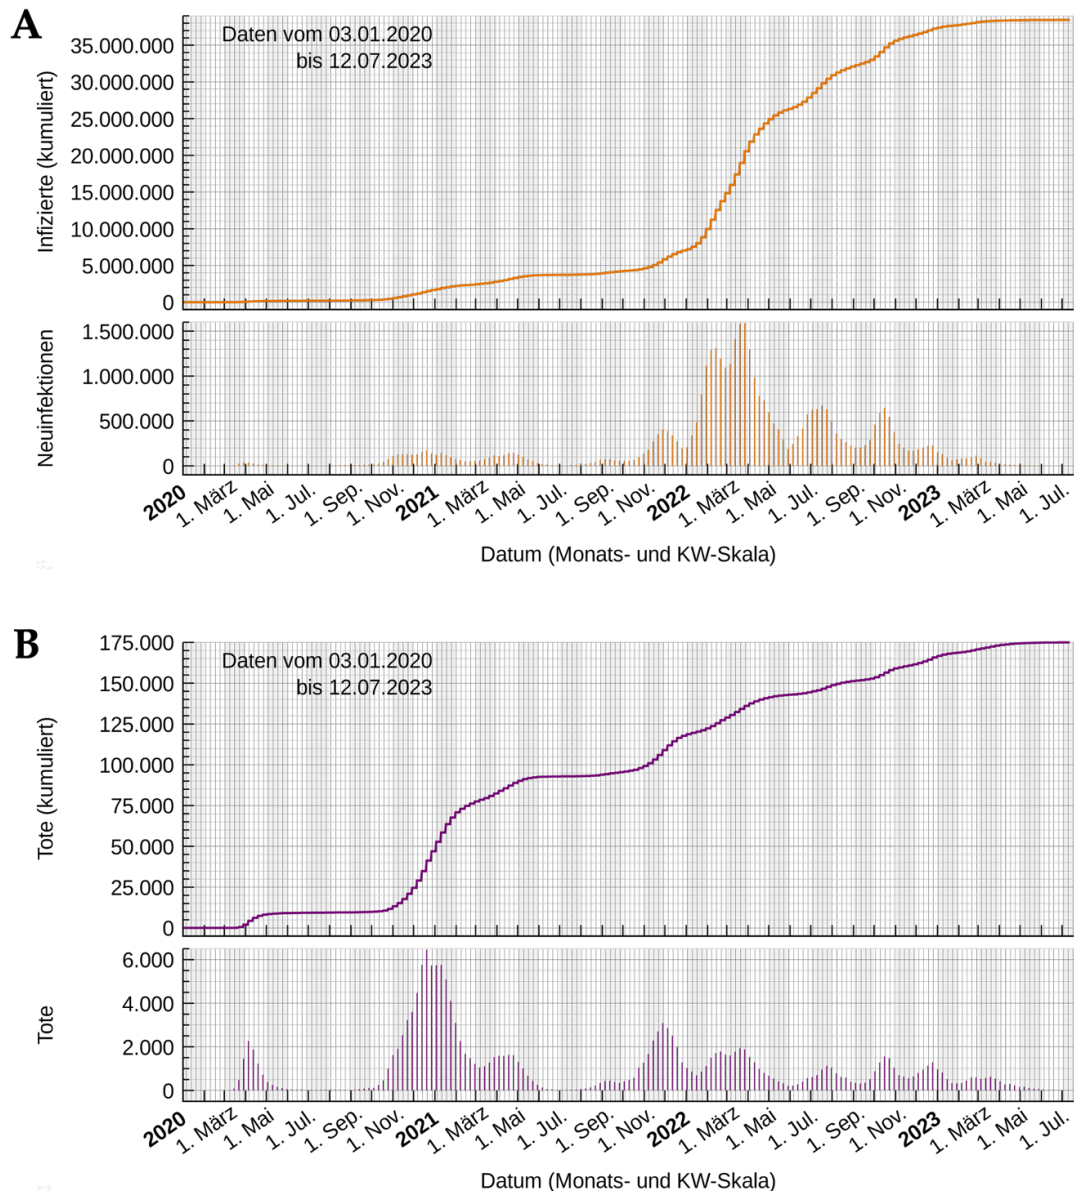 A
Daten vom 03.01.2020
bis 12.07.2023
Infizierte (kumuliert)
35.000.000
30.000.000
25.000.000
20.000.000
15.000.000
10.000.000
5.000.000
0
Neuinfektionen
1.500.000
1.000.000
500.000
0
2020 1. März 1. Mai 1. Jul. 1. Sep. 1. Nov. 2021 1. März 1. Mai 1. Jul. 1. Sep. 1. Nov. 2022 1. März 1. Mai 1. Jul. 1. Sep. 1. Nov. 2023 1. März 1. Mai 1. Jul.
Datum (Monats- und KW-Skala)
B
Daten vom 03.01.2020
bis 12.07.2023
Tote (kumuliert)
175.000
150.000
125.000
100.000
75.000
50.000
25.000
0
Tote
6.000
4.000
2.000
0
2020 1. März 1. Mai 1. Jul. 1. Sep. 1. Nov. 2021 1. März 1. Mai 1. Jul. 1. Sep. 1. Nov. 2022 1. März 1. Mai 1. Jul. 1. Sep. 1. Nov. 2023 1. März 1. Mai 1. Jul.
Datum (Monats- und KW-Skala)